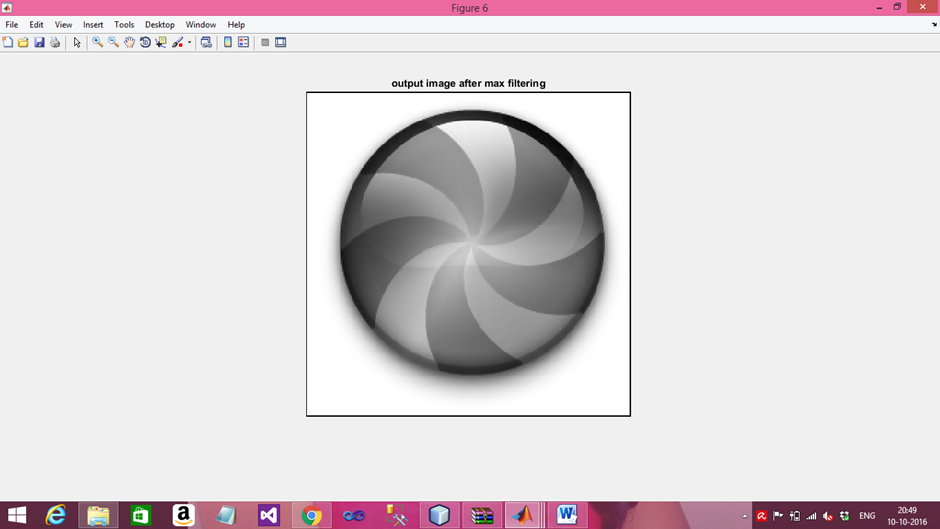 Figure 6
File Edit View Insert Tools Desktop Window Help
output image after max filtering
ENG
20:49
10-10-2016